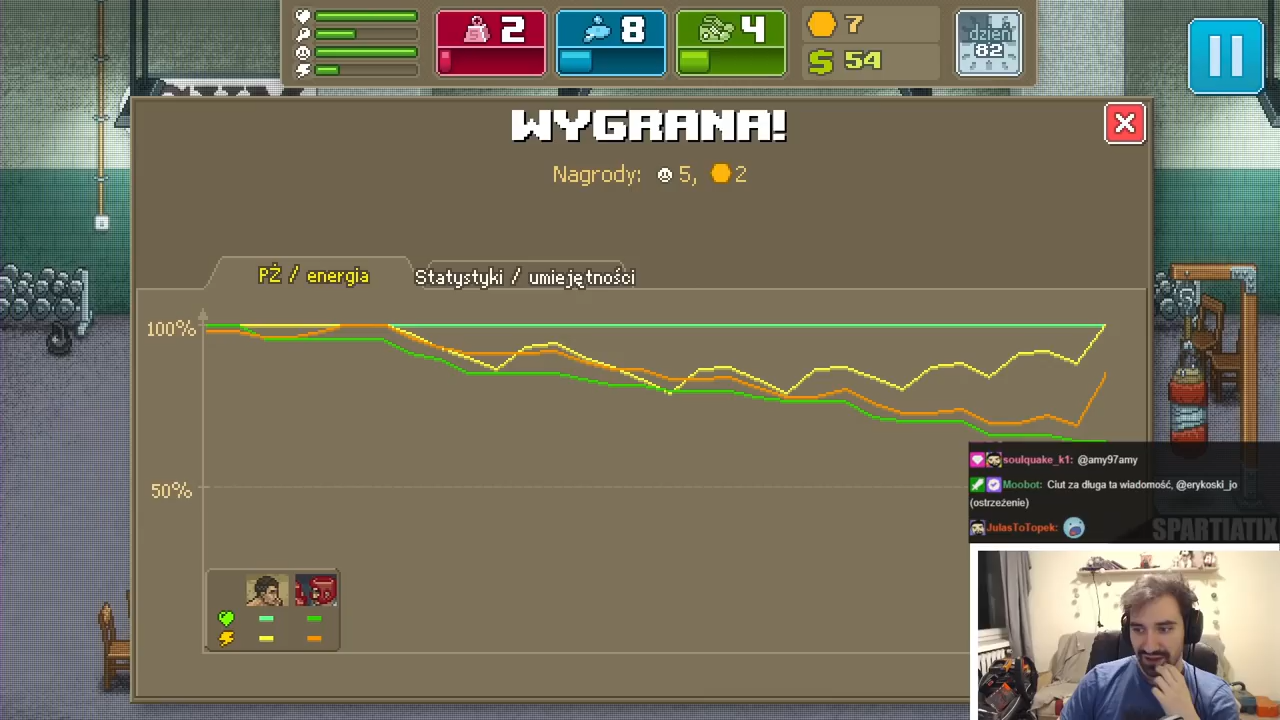 2
8
4
7
54
dzień
82
WYGRANA!
Nagrody: 5, 2
PŻ / energia
Statystyki / umiejętności
100%
50%
soulquake_k1: @amy97amy
Moobot: Ciut za długa ta wiadomość, @erykoski_jo
(ostrzeżenie)
JulasToTopek:
SPARTIATIX